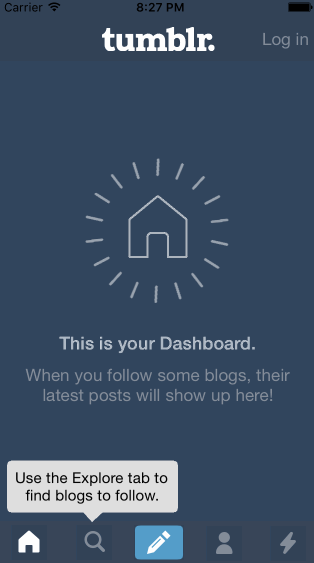 Carrier 8:27 PM
tumblr. Log in
This is your Dashboard.
When you follow some blogs, their
latest posts will show up here!
Use the Explore tab to
find blogs to follow.